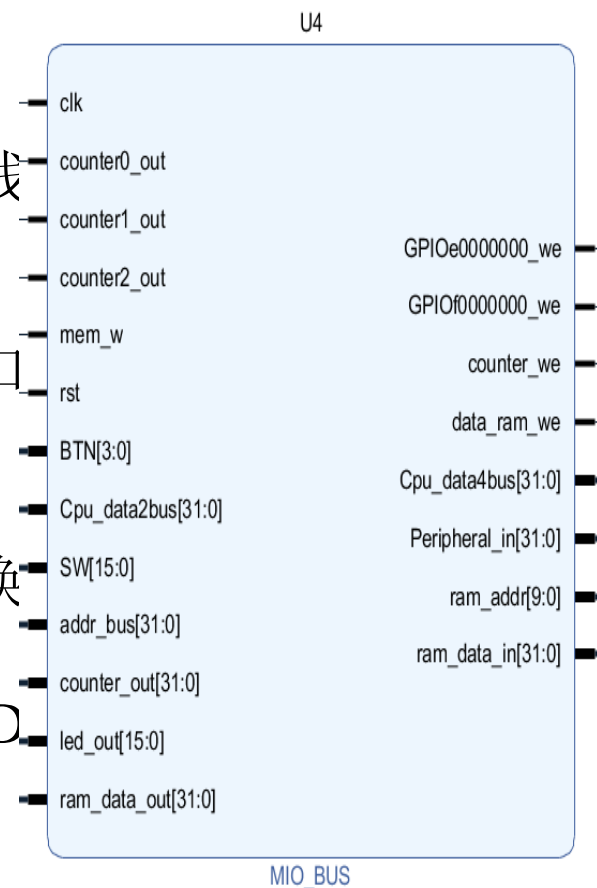 U4
clk
counter0_out
counter1_out
counter2_out
mem_w
rst
BTN[3:0]
Cpu_data2bus[31:0]
SW[15:0]
addr_bus[31:0]
counter_out[31:0]
led_out[15:0]
ram_data_out[31:0]
GPIOe0000000_we
GPIOf0000000_we
counter_we
data_ram_we
Cpu_data4bus[31:0]
Peripheral_in[31:0]
ram_addr[9:0]
ram_data_in[31:0]
MIO_BUS